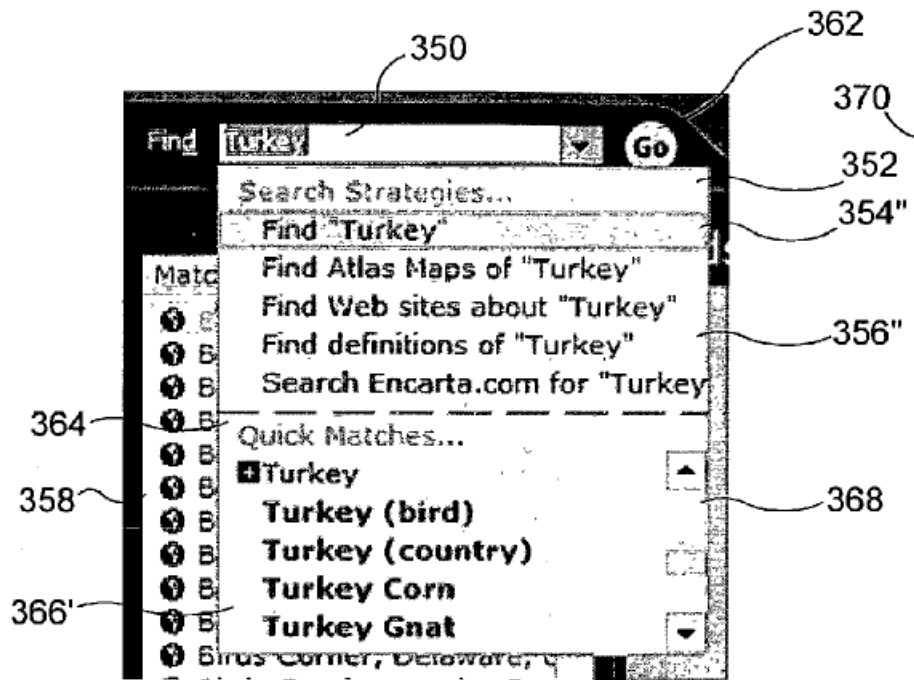 350
362
370
Find Turkey Go
352
Search Strategies...
354"
Find "Turkey"
Matc
Find Atlas Maps of "Turkey"
Find Web sites about "Turkey"
356"
Find definitions of "Turkey"
Search Encarta.com for "Turkey
364
Quick Matches...
Turkey
358
368
Turkey (bird)
Turkey (country)
Turkey Corn
366'
Turkey Gnat
B
B
B
B
B
B
B
B
B